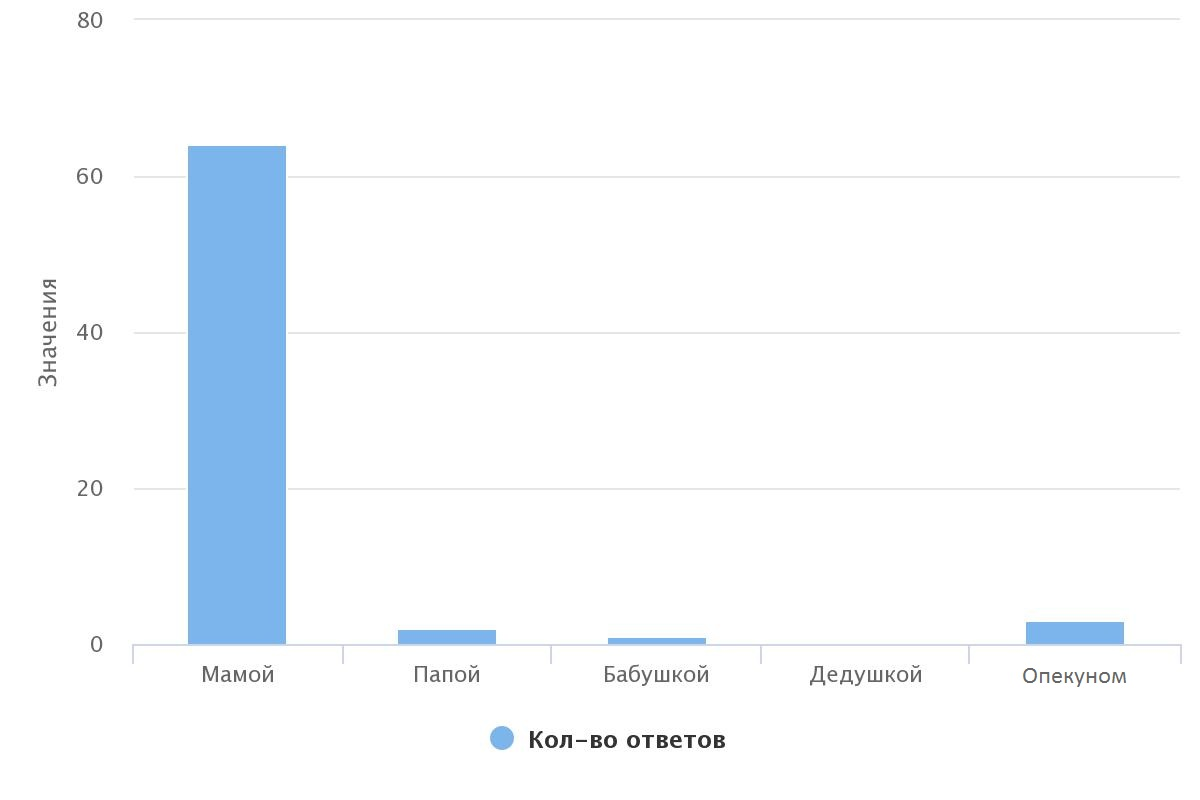 80
60
40
20
0
Значения
Мамой
Папой
Бабушкой
Дедушкой
Опекуном
Кол-во ответов